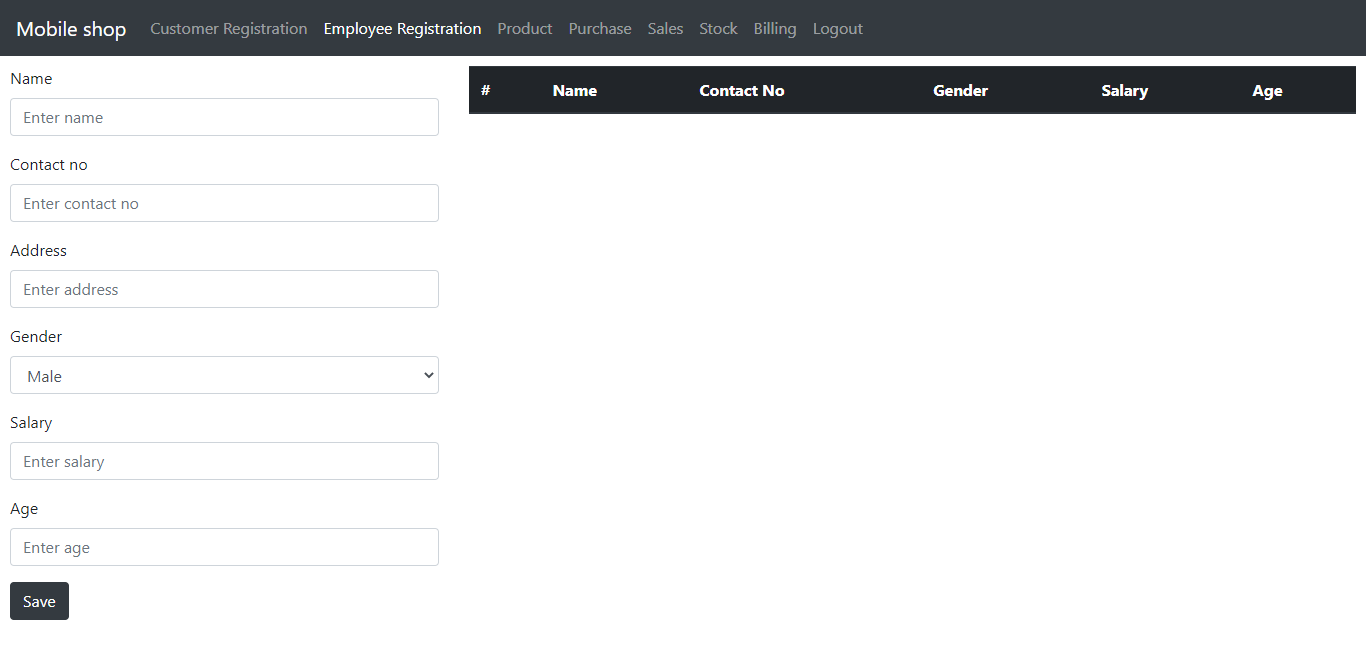 Mobile shop Customer Registration Employee Registration Product Purchase Sales Stock Billing Logout
Name
Enter name
Contact no
Enter contact no
Address
Enter address
Gender
Male
Salary
Enter salary
Age
Enter age
Save
# Name Contact No Gender Salary Age